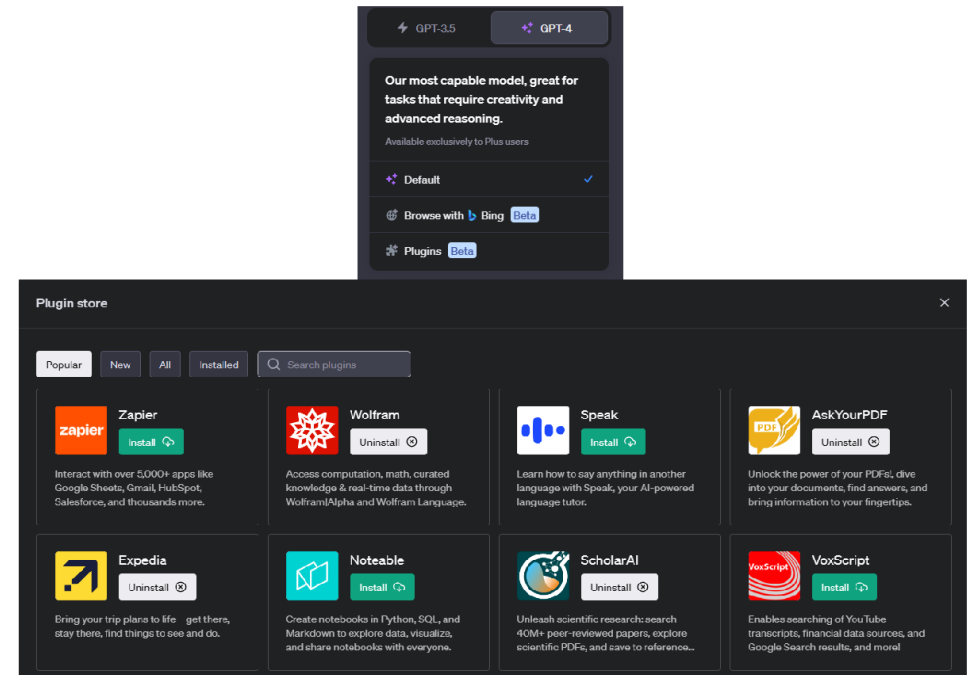 GPT-3.5 GPT-4
Our most capable model, great for
tasks that require creativity and
advanced reasoning.
Available exclusively to Plus users
Default
Browse with Bing Beta
Plugins Beta
Plugin store
Popular New All Installed Search plugins
zapier
Zapier
Install
Interact with over 5,000+ apps like
Google Sheets, Gmail, HubSpot,
Salesforce, and thousands more.
Wolfram
Uninstall
Access computation, math, curated
knowledge & real-time data through
Wolfram|Alpha and Wolfram Language.
Speak
Install
Learn how to say anything in another
language with Speak, your AI-powered
language tutor.
PDF
AskYourPDF
Uninstall
Unlock the power of your PDFs!, dive
into your documents, find answers, and
bring information to your fingertips.
Expedia
Uninstall
Bring your trip plans to life get there,
stay there, find things to see and do.
Noteable
Install
Create notebooks in Python, SQL, and
Markdown to explore data, visualize,
and share notebooks with everyone.
ScholarAI
Uninstall
Unleash scientific research: search
40M+ peer-reviewed papers, explore
scientific PDFs, and save to reference...
VoxScript
VoxScript
Install
Enables searching of YouTube
transcripts, financial data sources, and
Google Search results, and more!